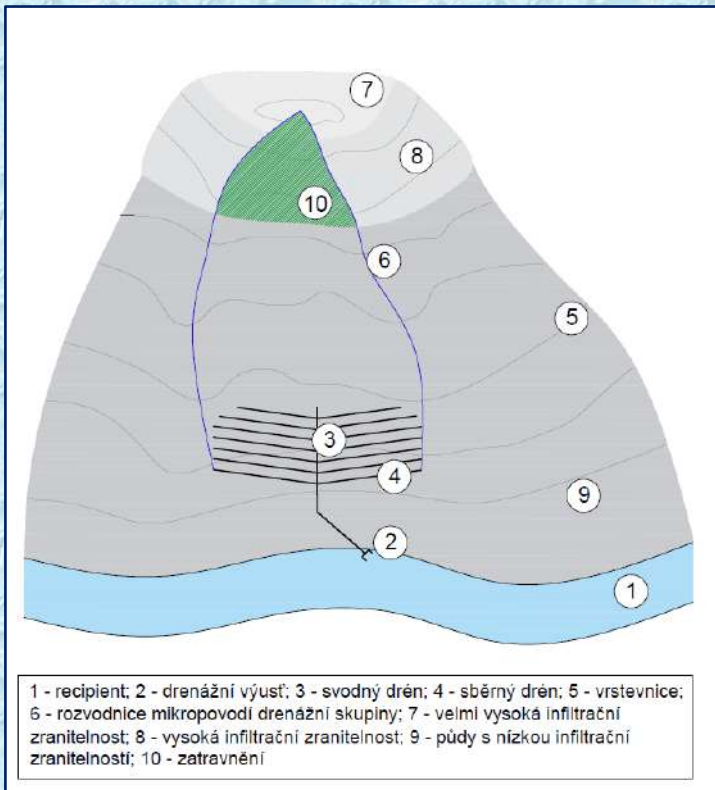 7
8
10
6
5
3
4
9
2
1
1 - recipient; 2 - drenážní výusť; 3 - svodný drén; 4 - sběrný drén; 5 - vrstevnice;
6 - rozvodnice mikropovodí drenážní skupiny; 7 - velmi vysoká infiltrační
zranitelnost; 8 - vysoká infiltrační zranitelnost; 9 - půdy s nízkou infiltrační
zranitelností; 10 - zatravnění